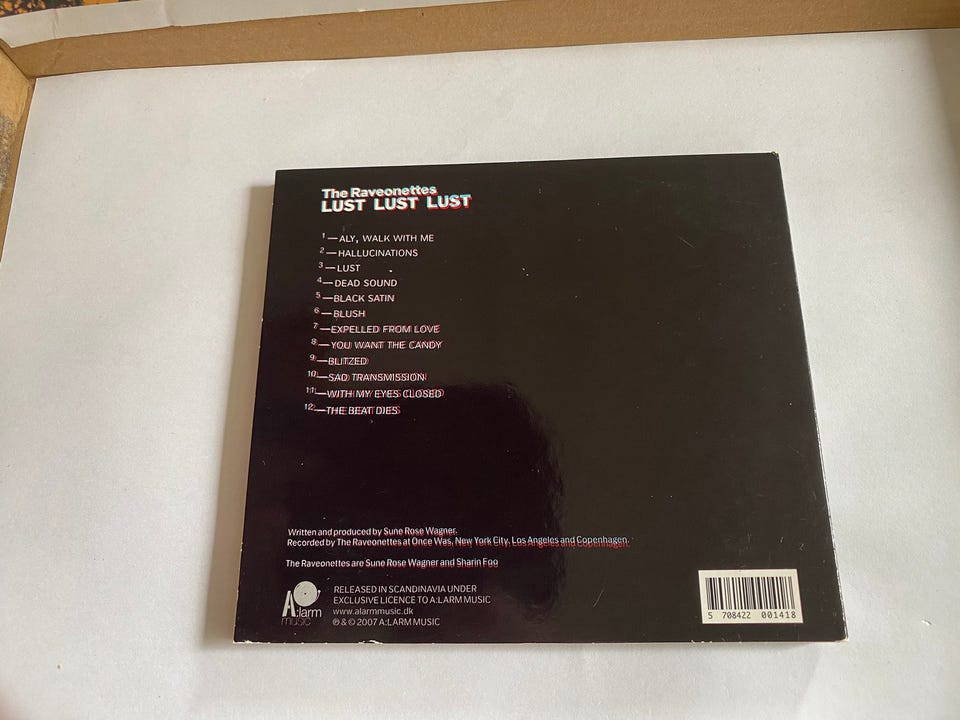 The Raveonettes
LUST LUST LUST
1—ALY, WALK WITH ME
2—HALLUCINATIONS
3—LUST
4—DEAD SOUND
5—BLACK SATIN
6—BLUSH
7—EXPELLED FROM LOVE
8—YOU WANT THE CANDY
9—BLITZED
10—SAD TRANSMISSION
11—WITH MY EYES CLOSED
12—THE BEAT DIES
Written and produced by Sune Rose Wagner.
Recorded by The Raveonettes at Once Was, New York City, Los Angeles and Copenhagen.
The Raveonettes are Sune Rose Wagner and Sharin Foo
A:larm
music
RELEASED IN SCANDINAVIA UNDER
EXCLUSIVE LICENCE TO A:LARM MUSIC
www.alarmmusic.dk
℗ & © 2007 A:LARM MUSIC
5 708422 001418